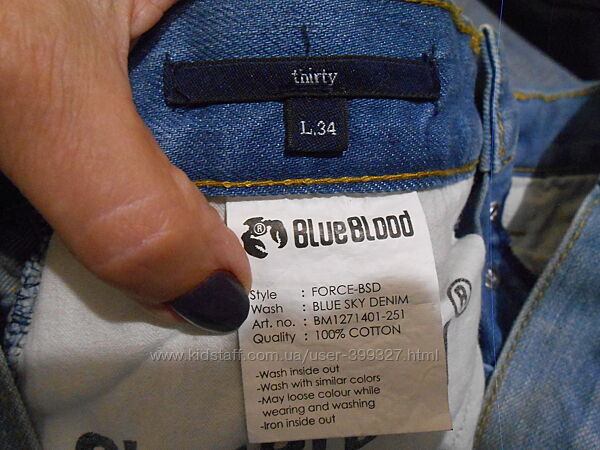 thirty
L.34
® BLUEBLOOD
Style : FORCE-BSD
Wash : BLUE SKY DENIM
Art. no. : BM1271401-251
Quality : 100% COTTON
-Wash inside out
-Wash with similar colors
-May loose colour while
wearing and washing
-Iron inside out
www.kidstaff.com.ua/user-399327.html
®